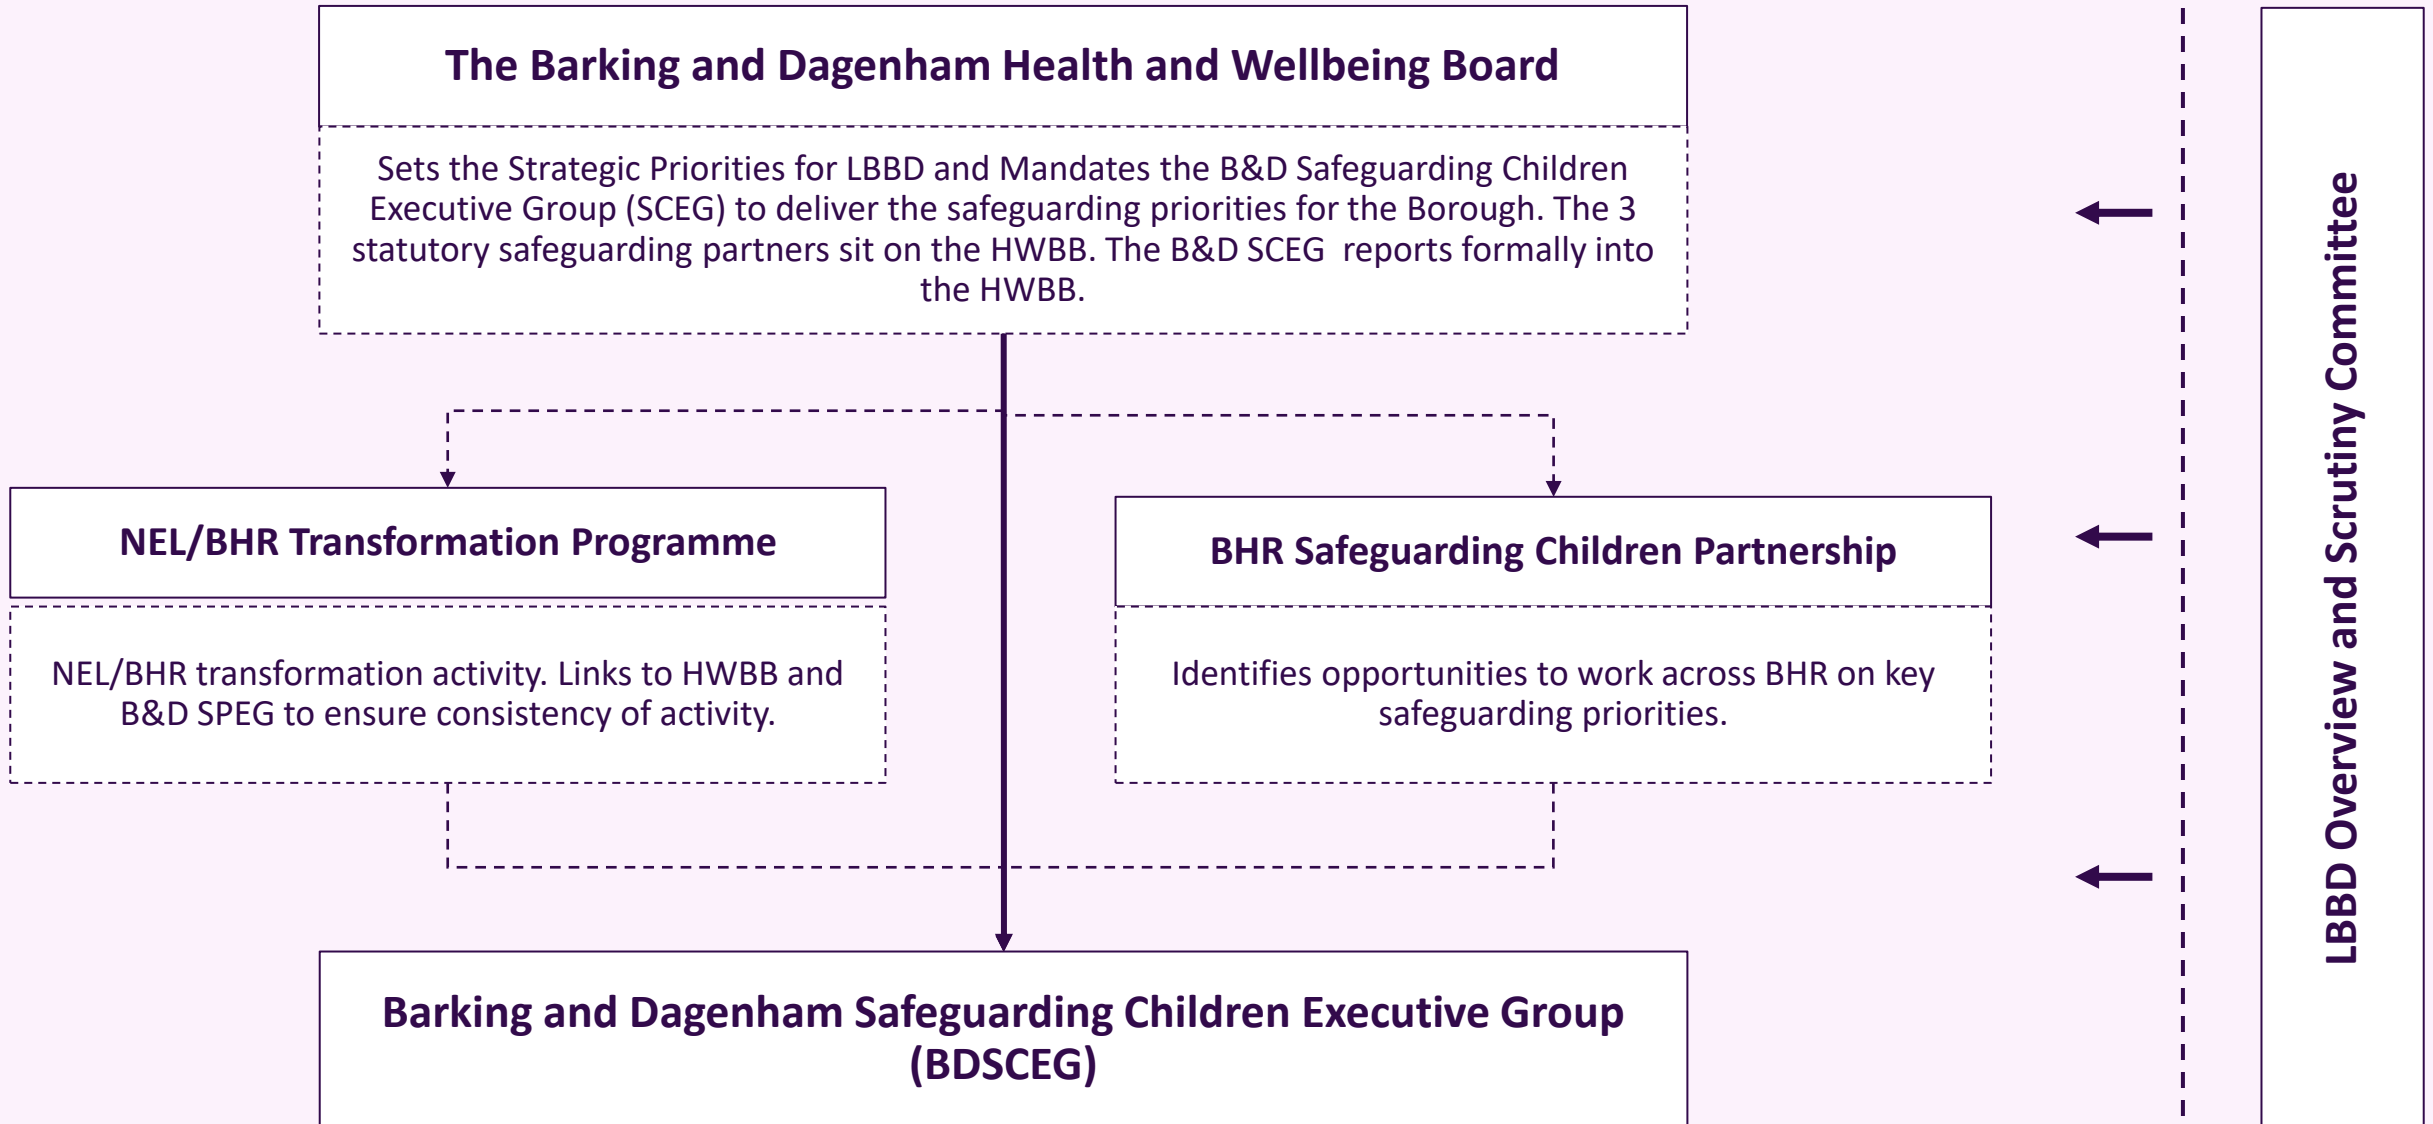 The Barking and Dagenham Health and Wellbeing Board
Sets the Strategic Priorities for LBBD and Mandates the B&D Safeguarding Children
Executive Group (SCEG) to deliver the safeguarding priorities for the Borough. The 3
statutory safeguarding partners sit on the HWBB. The B&D SCEG  reports formally into
the HWBB.
NEL/BHR Transformation Programme
NEL/BHR transformation activity. Links to HWBB and
B&D SPEG to ensure consistency of activity.
BHR Safeguarding Children Partnership
Identifies opportunities to work across BHR on key
safeguarding priorities.
Barking and Dagenham Safeguarding Children Executive Group
(BDSCEG)
LBBD Overview and Scrutiny Committee